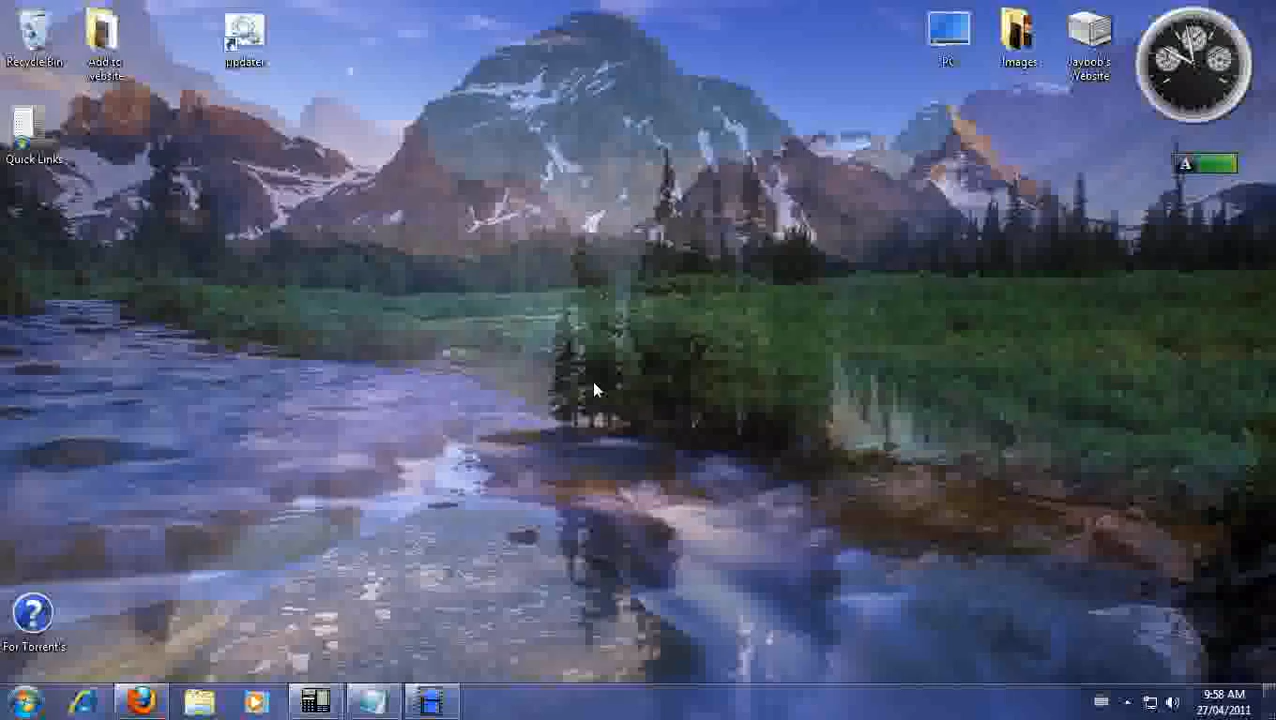 Recycle Bin
Add to
website
updater
PC
Images
Jaybob's
Website
Quick Links
A
For Torrent's
9:58 AM
27/04/2011